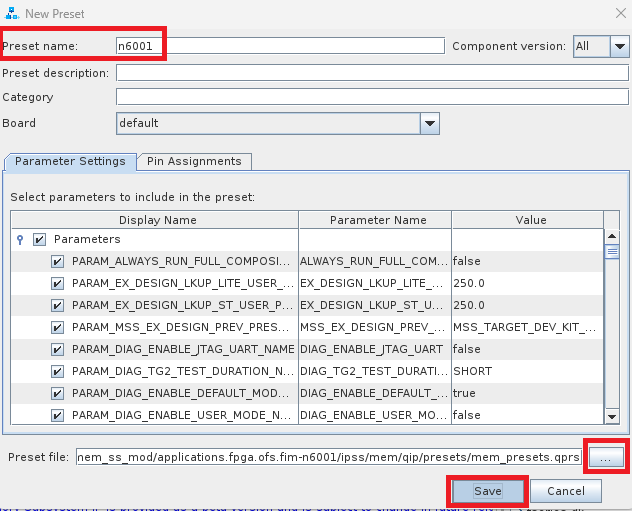 New Preset
Preset name: n6001 Component version: All
Preset description:
Category
Board default
Parameter Settings Pin Assignments
Select parameters to include in the preset:
Display Name Parameter Name Value
Parameters
PARAM_ALWAYS_RUN_FULL_COMPOSI... ALWAYS_RUN_FULL_COM... false
PARAM_EX_DESIGN_LKUP_LITE_USER_... EX_DESIGN_LKUP_LITE_... 250.0
PARAM_EX_DESIGN_LKUP_ST_USER_P... EX_DESIGN_LKUP_ST_U... 250.0
PARAM_MSS_EX_DESIGN_PREV_PRES... MSS_EX_DESIGN_PREV_... MSS_TARGET_DEV_KIT_...
PARAM_DIAG_ENABLE_JTAG_UART_NAME DIAG_ENABLE_JTAG_UART false
PARAM_DIAG_TG2_TEST_DURATION_N... DIAG_TG2_TEST_DURATI... SHORT
PARAM_DIAG_ENABLE_DEFAULT_MOD... DIAG_ENABLE_DEFAULT_... true
PARAM_DIAG_ENABLE_USER_MODE_N... DIAG_ENABLE_USER_MO... false
Preset file: nem_ss_mod/applications.fpga.ofs.fim-n6001/ipss/mem/qip/presets/mem_presets.qprs ...
Save Cancel